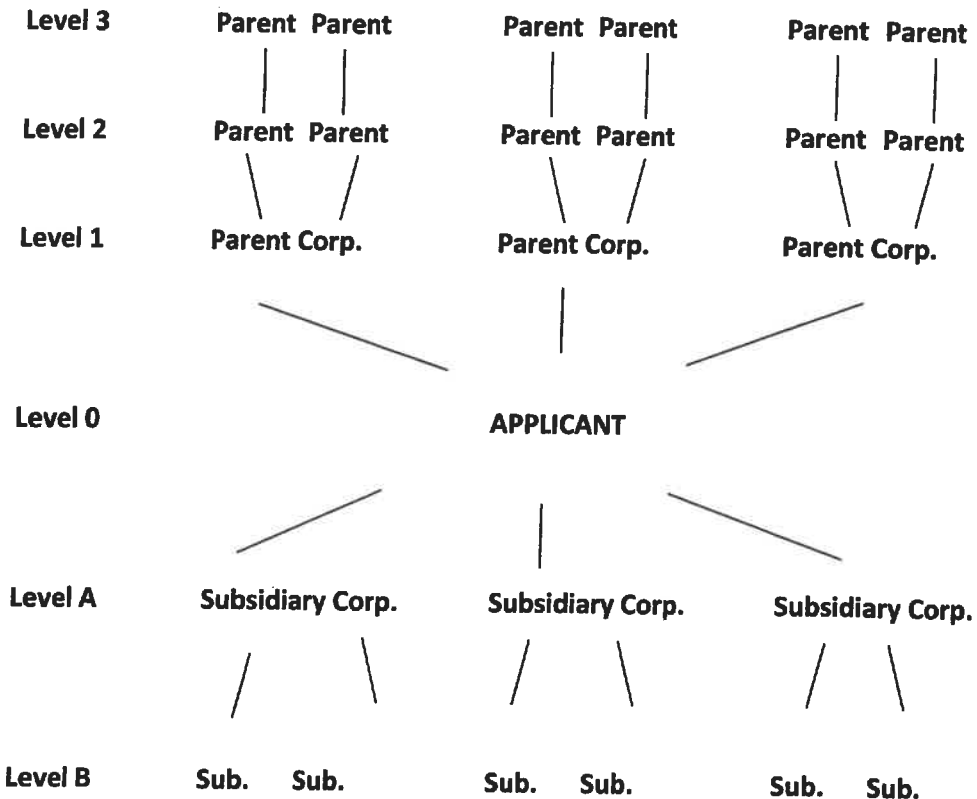 Level 3 Parent Parent Parent Parent Parent Parent
Level 2 Parent Parent Parent Parent Parent Parent
Level 1 Parent Corp. Parent Corp. Parent Corp.
Level 0 APPLICANT
Level A Subsidiary Corp. Subsidiary Corp. Subsidiary Corp.
Level B Sub. Sub. Sub. Sub. Sub. Sub.